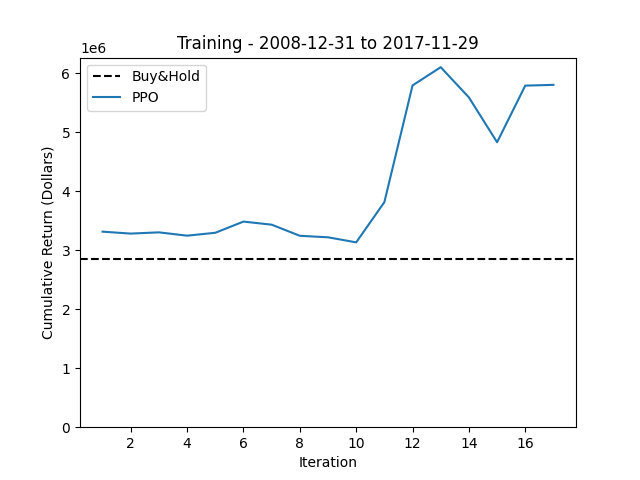 Training - 2008-12-31 to 2017-11-29
1e6
Buy&Hold
PPO
Cumulative Return (Dollars)
6
5
4
3
2
1
0
2 4 6 8 10 12 14 16
Iteration